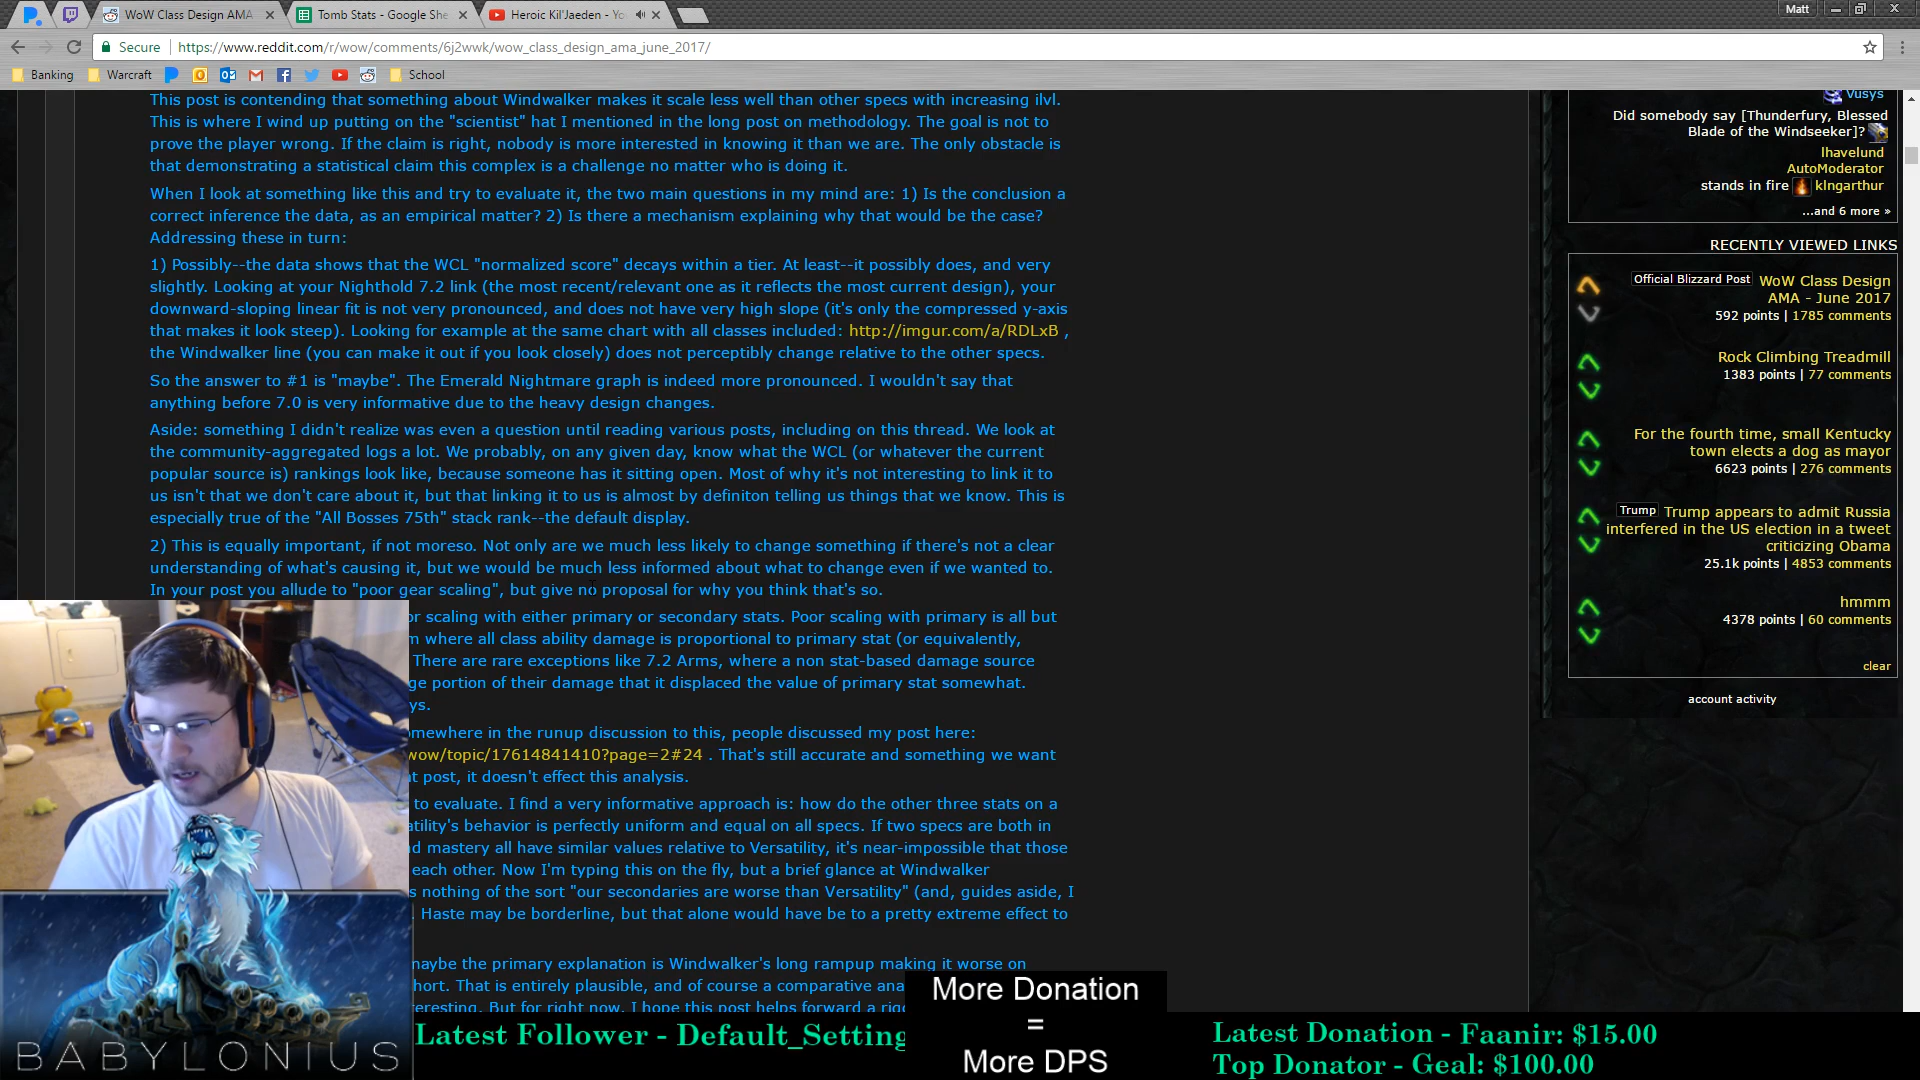 WoW Class Design AMA
Tomb Stats - Google She
Heroic Kil'Jaeden - Yo
Matt
Secure
https://www.reddit.com/r/wow/comments/6j2wwk/wow_class_design_ama_june_2017/
Banking
Warcraft
School
This post is contending that something about Windwalker makes it scale less well than other specs with increasing ilvl.
This is where I wind up putting on the "scientist" hat I mentioned in the long post on methodology. The goal is not to
prove the player wrong. If the claim is right, nobody is more interested in knowing it than we are. The only obstacle is
that demonstrating a statistical claim this complex is a challenge no matter who is doing it.
When I look at something like this and try to evaluate it, the two main questions in my mind are: 1) Is the conclusion a
correct inference the data, as an empirical matter? 2) Is there a mechanism explaining why that would be the case?
Addressing these in turn:
1) Possibly--the data shows that the WCL "normalized score" decays within a tier. At least--it possibly does, and very
slightly. Looking at your Nighthold 7.2 link (the most recent/relevant one as it reflects the most current design), your
downward-sloping linear fit is not very pronounced, and does not have very high slope (it's only the compressed y-axis
that makes it look steep). Looking for example at the same chart with all classes included: http://imgur.com/a/RDLxB ,
the Windwalker line (you can make it out if you look closely) does not perceptibly change relative to the other specs.
So the answer to #1 is "maybe". The Emerald Nightmare graph is indeed more pronounced. I wouldn't say that
anything before 7.0 is very informative due to the heavy design changes.
Aside: something I didn't realize was even a question until reading various posts, including on this thread. We look at
the community-aggregated logs a lot. We probably, on any given day, know what the WCL (or whatever the current
popular source is) rankings look like, because someone has it sitting open. Most of why it's not interesting to link it to
us isn't that we don't care about it, but that linking it to us is almost by definiton telling us things that we know. This is
especially true of the "All Bosses 75th" stack rank--the default display.
2) This is equally important, if not moreso. Not only are we much less likely to change something if there's not a clear
understanding of what's causing it, but we would be much less informed about what to change even if we wanted to.
In your post you allude to "poor gear scaling", but give no proposal for why you think that's so.
or scaling with either primary or secondary stats. Poor scaling with primary is all but
m where all class ability damage is proportional to primary stat (or equivalently,
There are rare exceptions like 7.2 Arms, where a non stat-based damage source
ge portion of their damage that it displaced the value of primary stat somewhat.
ys.
mewhere in the runup discussion to this, people discussed my post here:
wow/topic/17614841410?page=2#24 . That's still accurate and something we want
t post, it doesn't effect this analysis.
to evaluate. I find a very informative approach is: how do the other three stats on a
atility's behavior is perfectly uniform and equal on all specs. If two specs are both in
d mastery all have similar values relative to Versatility, it's near-impossible that those
each other. Now I'm typing this on the fly, but a brief glance at Windwalker
s nothing of the sort "our secondaries are worse than Versatility" (and, guides aside, I
. Haste may be borderline, but that alone would have be to a pretty extreme effect to
maybe the primary explanation is Windwalker's long rampup making it worse on
hort. That is entirely plausible, and of course a comparative ana
eresting. But for right now, I hope this post helps forward a rig
Vusys
Did somebody say [Thunderfury, Blessed
Blade of the Windseeker]?
lhavelund
AutoModerator
stands in fire klngarthur
...and 6 more »
RECENTLY VIEWED LINKS
Official Blizzard Post WoW Class Design
AMA - June 2017
592 points | 1785 comments
Rock Climbing Treadmill
1383 points | 77 comments
For the fourth time, small Kentucky
town elects a dog as mayor
6623 points | 276 comments
Trump Trump appears to admit Russia
interfered in the US election in a tweet
criticizing Obama
25.1k points | 4853 comments
hmmm
4378 points | 60 comments
clear
account activity
BABYLONIUS
Latest Follower - Default_Setting
More Donation
=
More DPS
Latest Donation - Faanir: $15.00
Top Donator - Geal: $100.00